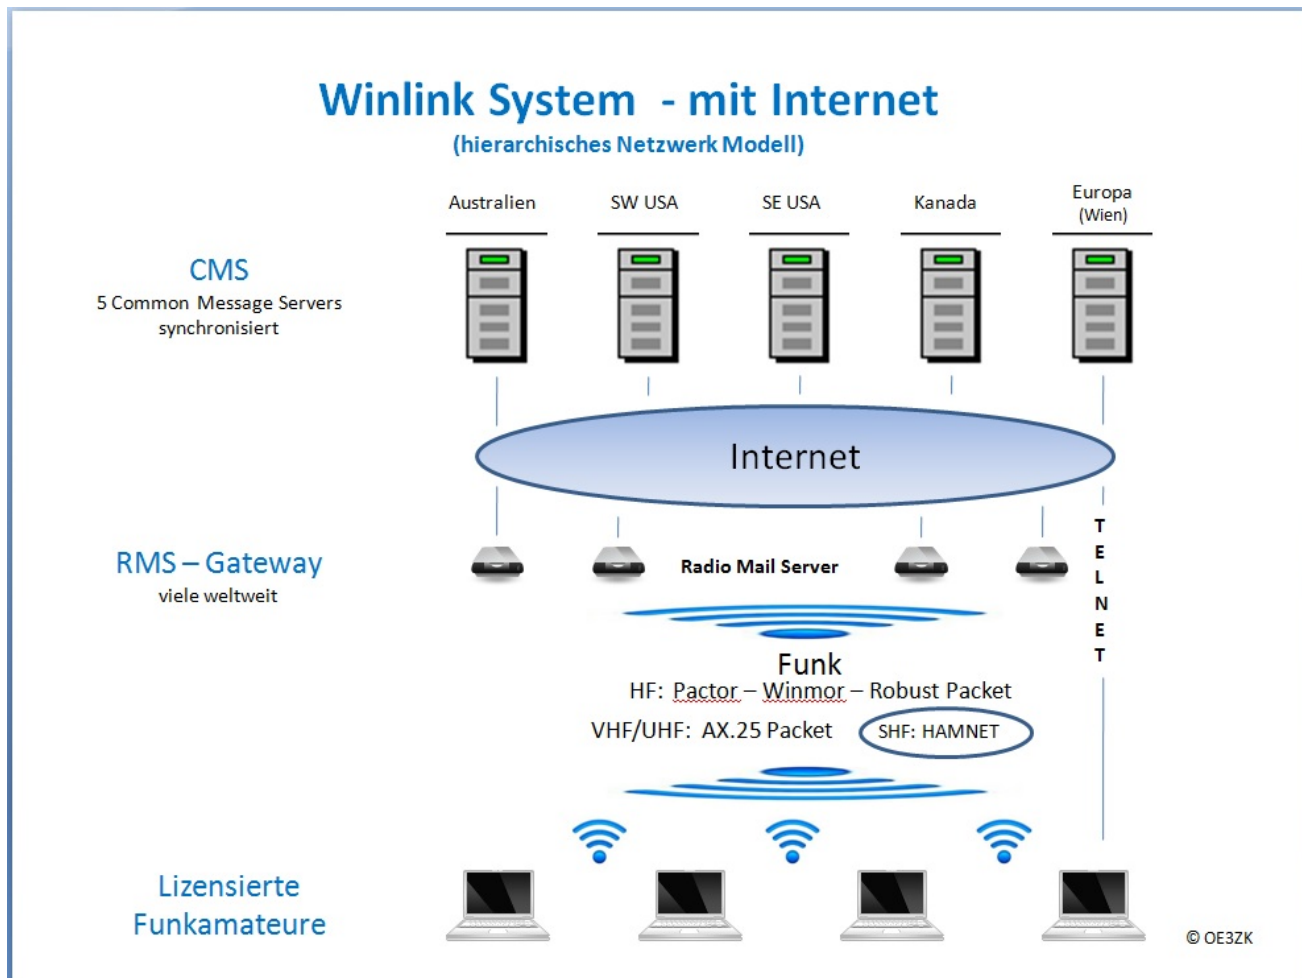 Winlink System - mit Internet
(hierarchisches Netzwerk Modell)
Australien
SW USA
SE USA
Kanada
Europa
(Wien)
CMS
5 Common Message Servers
synchronisiert
Internet
RMS – Gateway
viele weltweit
Radio Mail Server
TELNET
Funk
HF: Pactor – Winmor – Robust Packet
VHF/UHF: AX.25 Packet
SHF: HAMNET
Lizensierte
Funkamateure
© OE3ZK